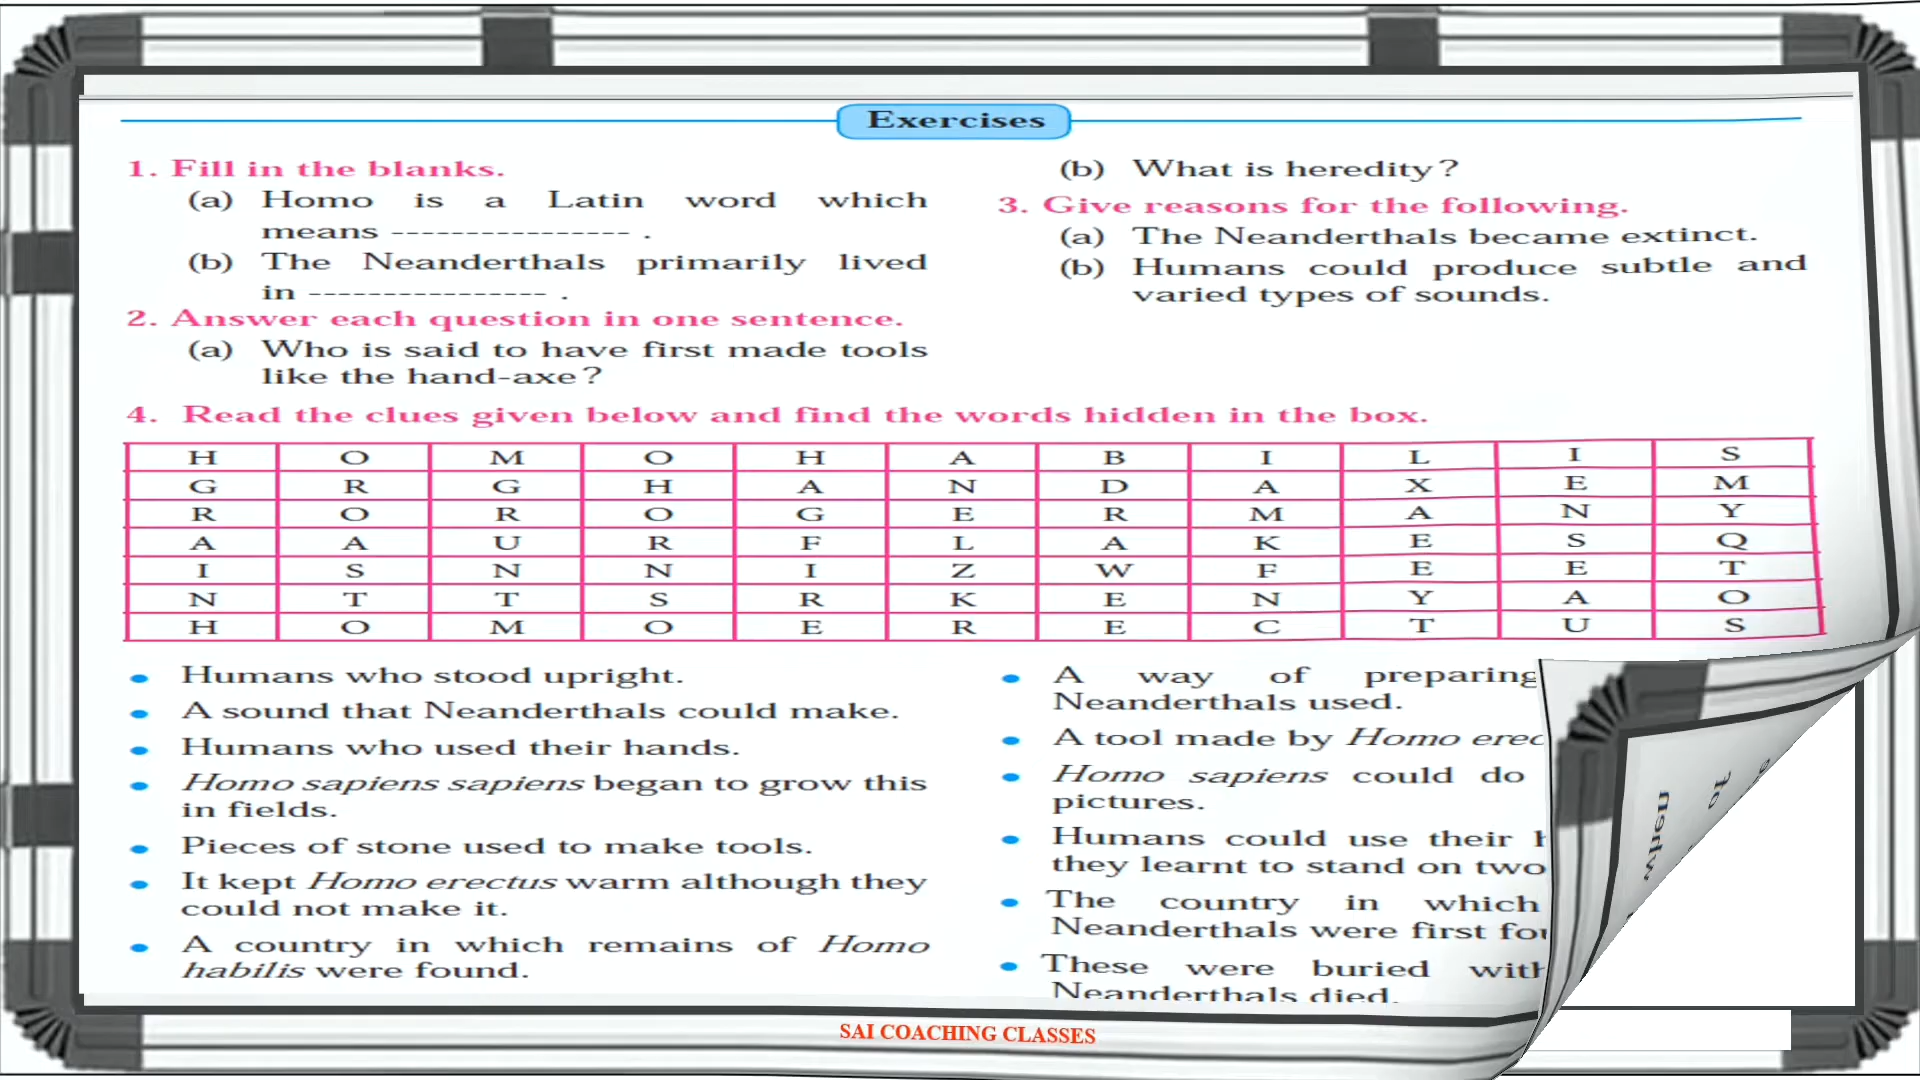 Exercises
1. Fill in the blanks.
(a) Homo is a Latin word which
means ---------------- .
(b) The Neanderthals primarily lived
in ---------------- .
2. Answer each question in one sentence.
(a) Who is said to have first made tools
like the hand-axe?
(b) What is heredity?
3. Give reasons for the following.
(a) The Neanderthals became extinct.
(b) Humans could produce subtle and
varied types of sounds.
4. Read the clues given below and find the words hidden in the box.
H O M O H A B I L I S
G R G H A N D A X E M
R O R O G E R M A N Y
A A U R F L A K E S Q
I S N N I Z W F E E T
N T T S R K E N Y A O
H O M O E R E C T U S
• Humans who stood upright.
• A sound that Neanderthals could make.
• Humans who used their hands.
• Homo sapiens sapiens began to grow this
in fields.
• Pieces of stone used to make tools.
• It kept Homo erectus warm although they
could not make it.
• A country in which remains of Homo
habilis were found.
• A way of preparing
Neanderthals used.
• A tool made by Homo erec
• Homo sapiens could do
pictures.
• Humans could use their
they learnt to stand on two
• The country in which
Neanderthals were first
• These were buried
Neanderthals died.
SAI COACHING CLASSES